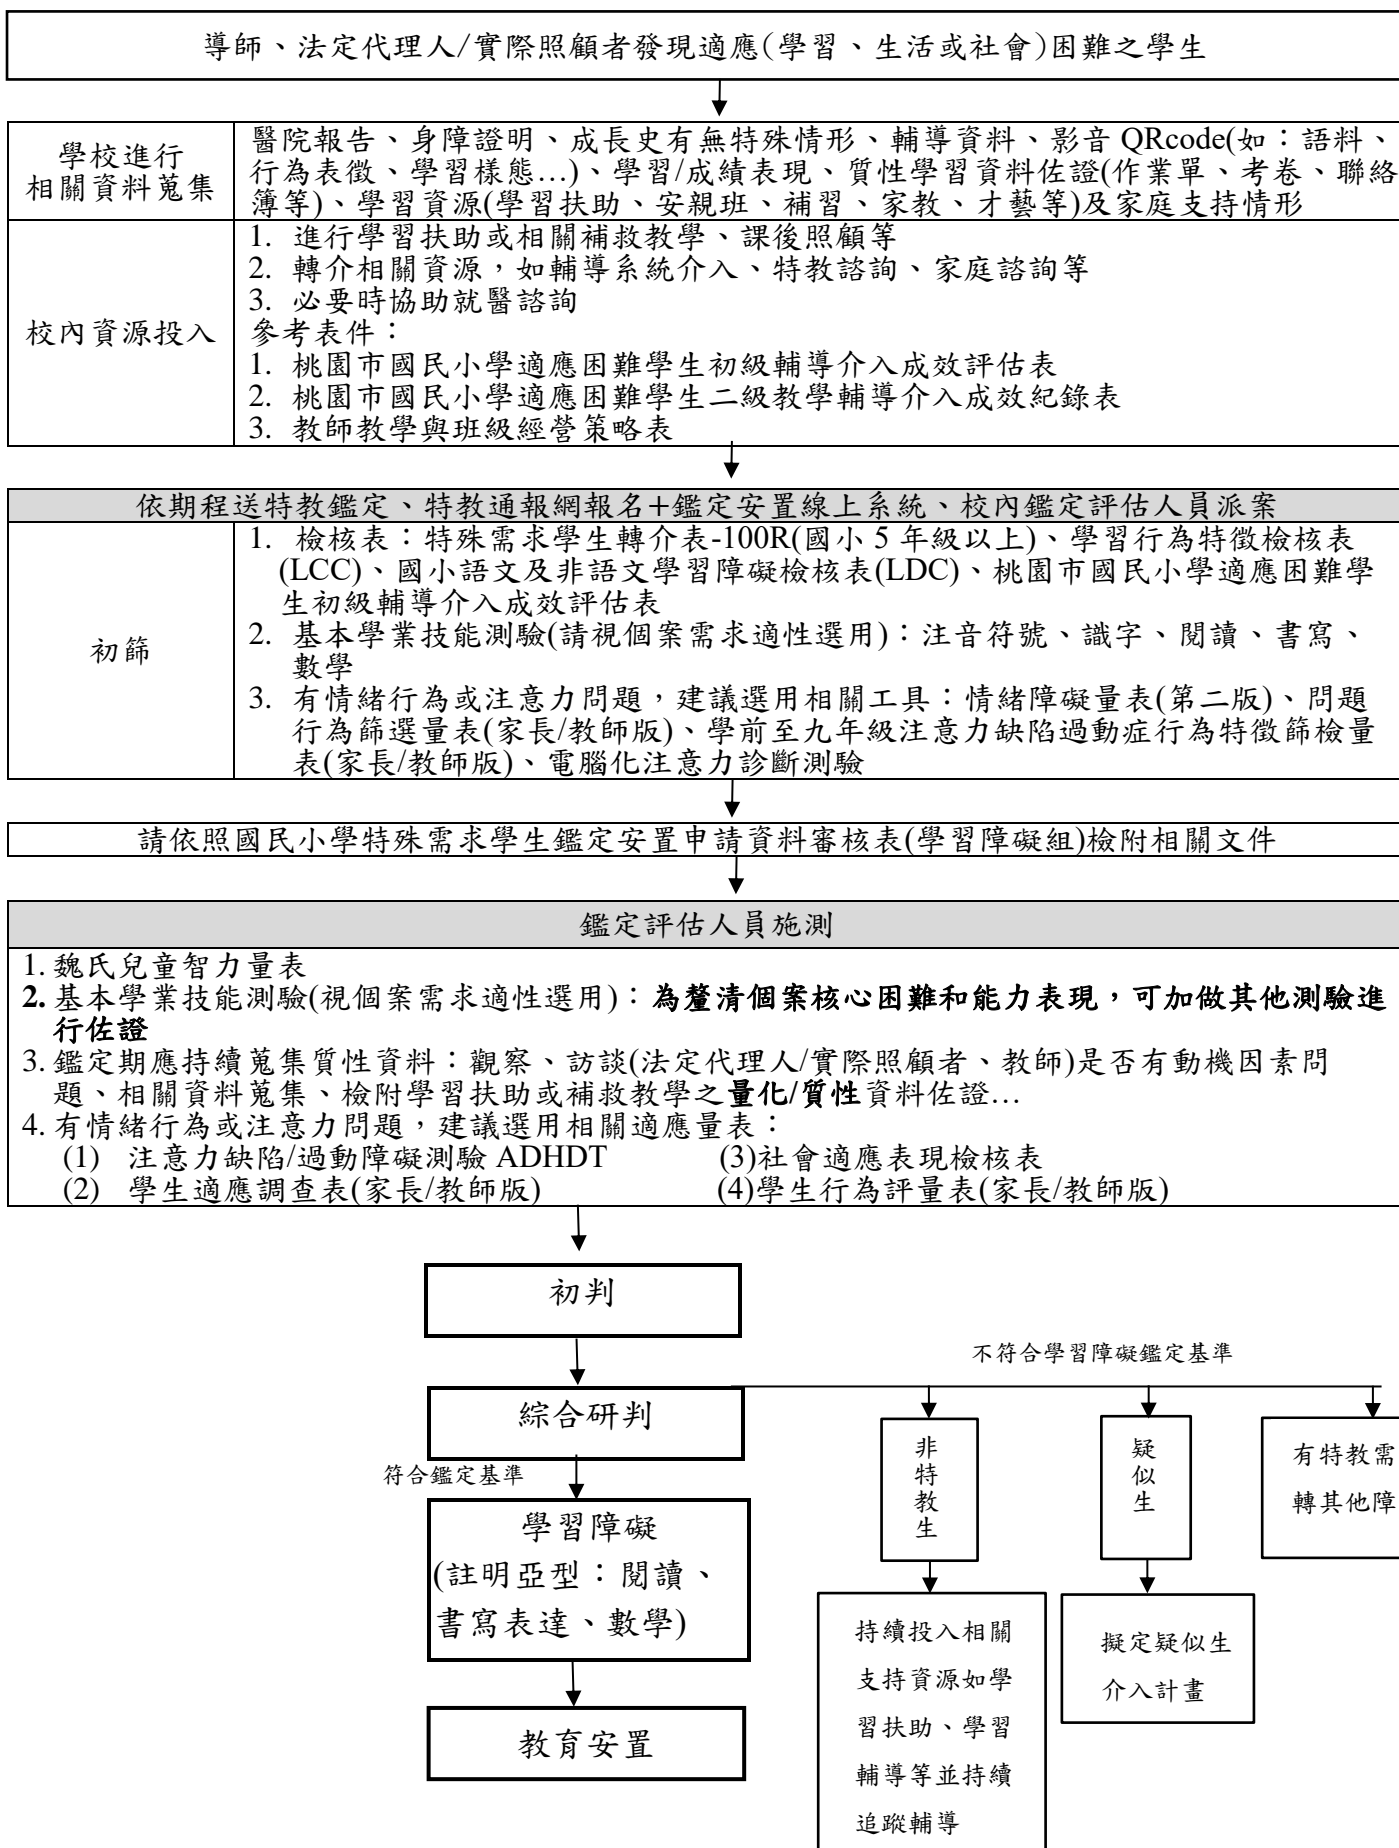 導師、法定代理人/實際照顧者發現適應(學習、生活或社會)困難之學生
學校進行
相關資料蒐集
醫院報告、身障證明、成長史有無特殊情形、輔導資料、影音 QRcode(如：語料、
行為表徵、學習樣態…)、學習/成績表現、質性學習資料佐證(作業單、考卷、聯絡
簿等)、學習資源(學習扶助、安親班、補習、家教、才藝等)及家庭支持情形
校內資源投入
1. 進行學習扶助或相關補救教學、課後照顧等
2. 轉介相關資源，如輔導系統介入、特教諮詢、家庭諮詢等
3. 必要時協助就醫諮詢
參考表件：
1. 桃園市國民小學適應困難學生初級輔導介入成效評估表
2. 桃園市國民小學適應困難學生二級教學輔導介入成效紀錄表
3. 教師教學與班級經營策略表
依期程送特教鑑定、特教通報網報名+鑑定安置線上系統、校內鑑定評估人員派案
初篩
1. 檢核表：特殊需求學生轉介表-100R(國小 5 年級以上)、學習行為特徵檢核表
(LCC)、國小語文及非語文學習障礙檢核表(LDC)、桃園市國民小學適應困難學
生初級輔導介入成效評估表
2. 基本學業技能測驗(請視個案需求適性選用)：注音符號、識字、閱讀、書寫、
數學
3. 有情緒行為或注意力問題，建議選用相關工具：情緒障礙量表(第二版)、問題
行為篩選量表(家長/教師版)、學前至九年級注意力缺陷過動症行為特徵篩檢量
表(家長/教師版)、電腦化注意力診斷測驗
請依照國民小學特殊需求學生鑑定安置申請資料審核表(學習障礙組)檢附相關文件
鑑定評估人員施測
1. 魏氏兒童智力量表
2. 基本學業技能測驗(視個案需求適性選用)：為釐清個案核心困難和能力表現，可加做其他測驗進
行佐證
3. 鑑定期應持續蒐集質性資料：觀察、訪談(法定代理人/實際照顧者、教師)是否有動機因素問
題、相關資料蒐集、檢附學習扶助或補救教學之量化/質性資料佐證…
4. 有情緒行為或注意力問題，建議選用相關適應量表：
(1) 注意力缺陷/過動障礙測驗 ADHDT (3)社會適應表現檢核表
(2) 學生適應調查表(家長/教師版) (4)學生行為評量表(家長/教師版)
初判
不符合學習障礙鑑定基準
綜合研判
符合鑑定基準
學習障礙
(註明亞型：閱讀、
書寫表達、數學)
教育安置
非
特
教
生
持續投入相關
支持資源如學
習扶助、學習
輔導等並持續
追蹤輔導
疑
似
生
擬定疑似生
介入計畫
有特教需
轉其他障